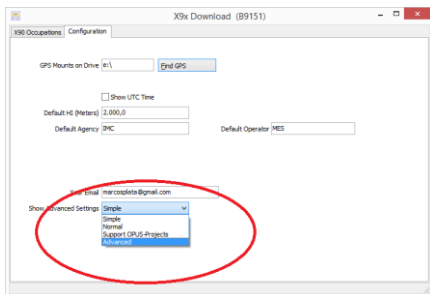 X9x Download (B9151)
X90 Occupations Configuration
GPS Mounts on Drive e:\ Find GPS
Show UTC Time
Default HI (Meters) 2.000,0
Default Agency IMC Default Operator MES
Email marcosplata@gmail.com
Show Advanced Settings Simple
Simple
Normal
Support OPUS-Projects
Advanced